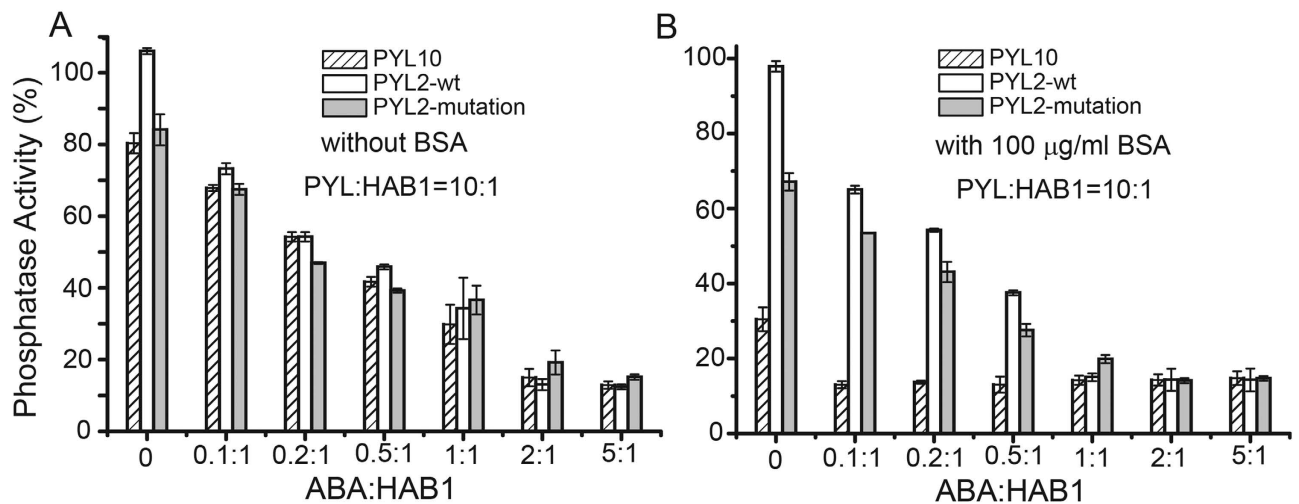 A
Phosphatase Activity (%)
100
80
60
40
20
0
PYL10
PYL2-wt
PYL2-mutation
without BSA
PYL:HAB1=10:1
0 0.1:1 0.2:1 0.5:1 1:1 2:1 5:1
ABA:HAB1
B
100
80
60
40
20
0
PYL10
PYL2-wt
PYL2-mutation
with 100 μg/ml BSA
PYL:HAB1=10:1
0 0.1:1 0.2:1 0.5:1 1:1 2:1 5:1
ABA:HAB1